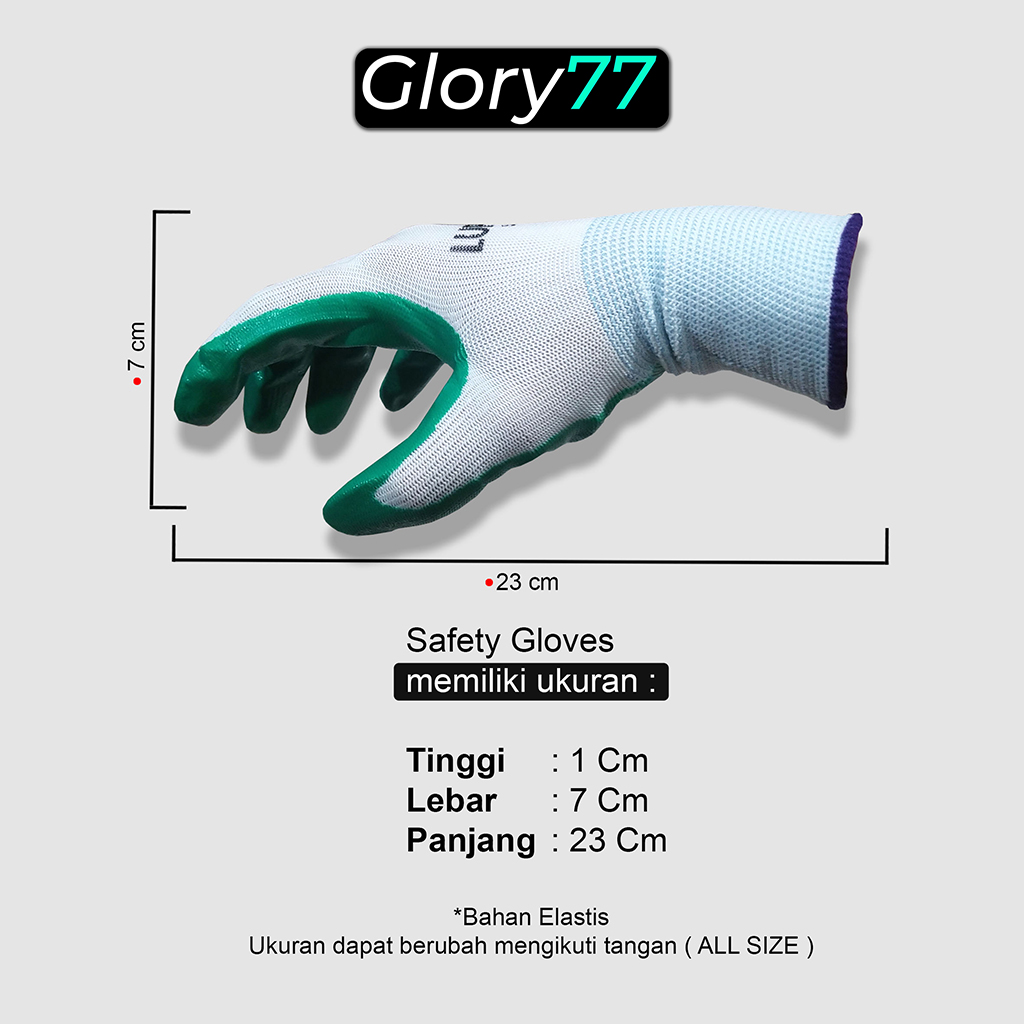 Glory77
7 cm
23 cm
Safety Gloves
memiliki ukuran :
Tinggi : 1 Cm
Lebar : 7 Cm
Panjang : 23 Cm
*Bahan Elastis
Ukuran dapat berubah mengikuti tangan ( ALL SIZE )